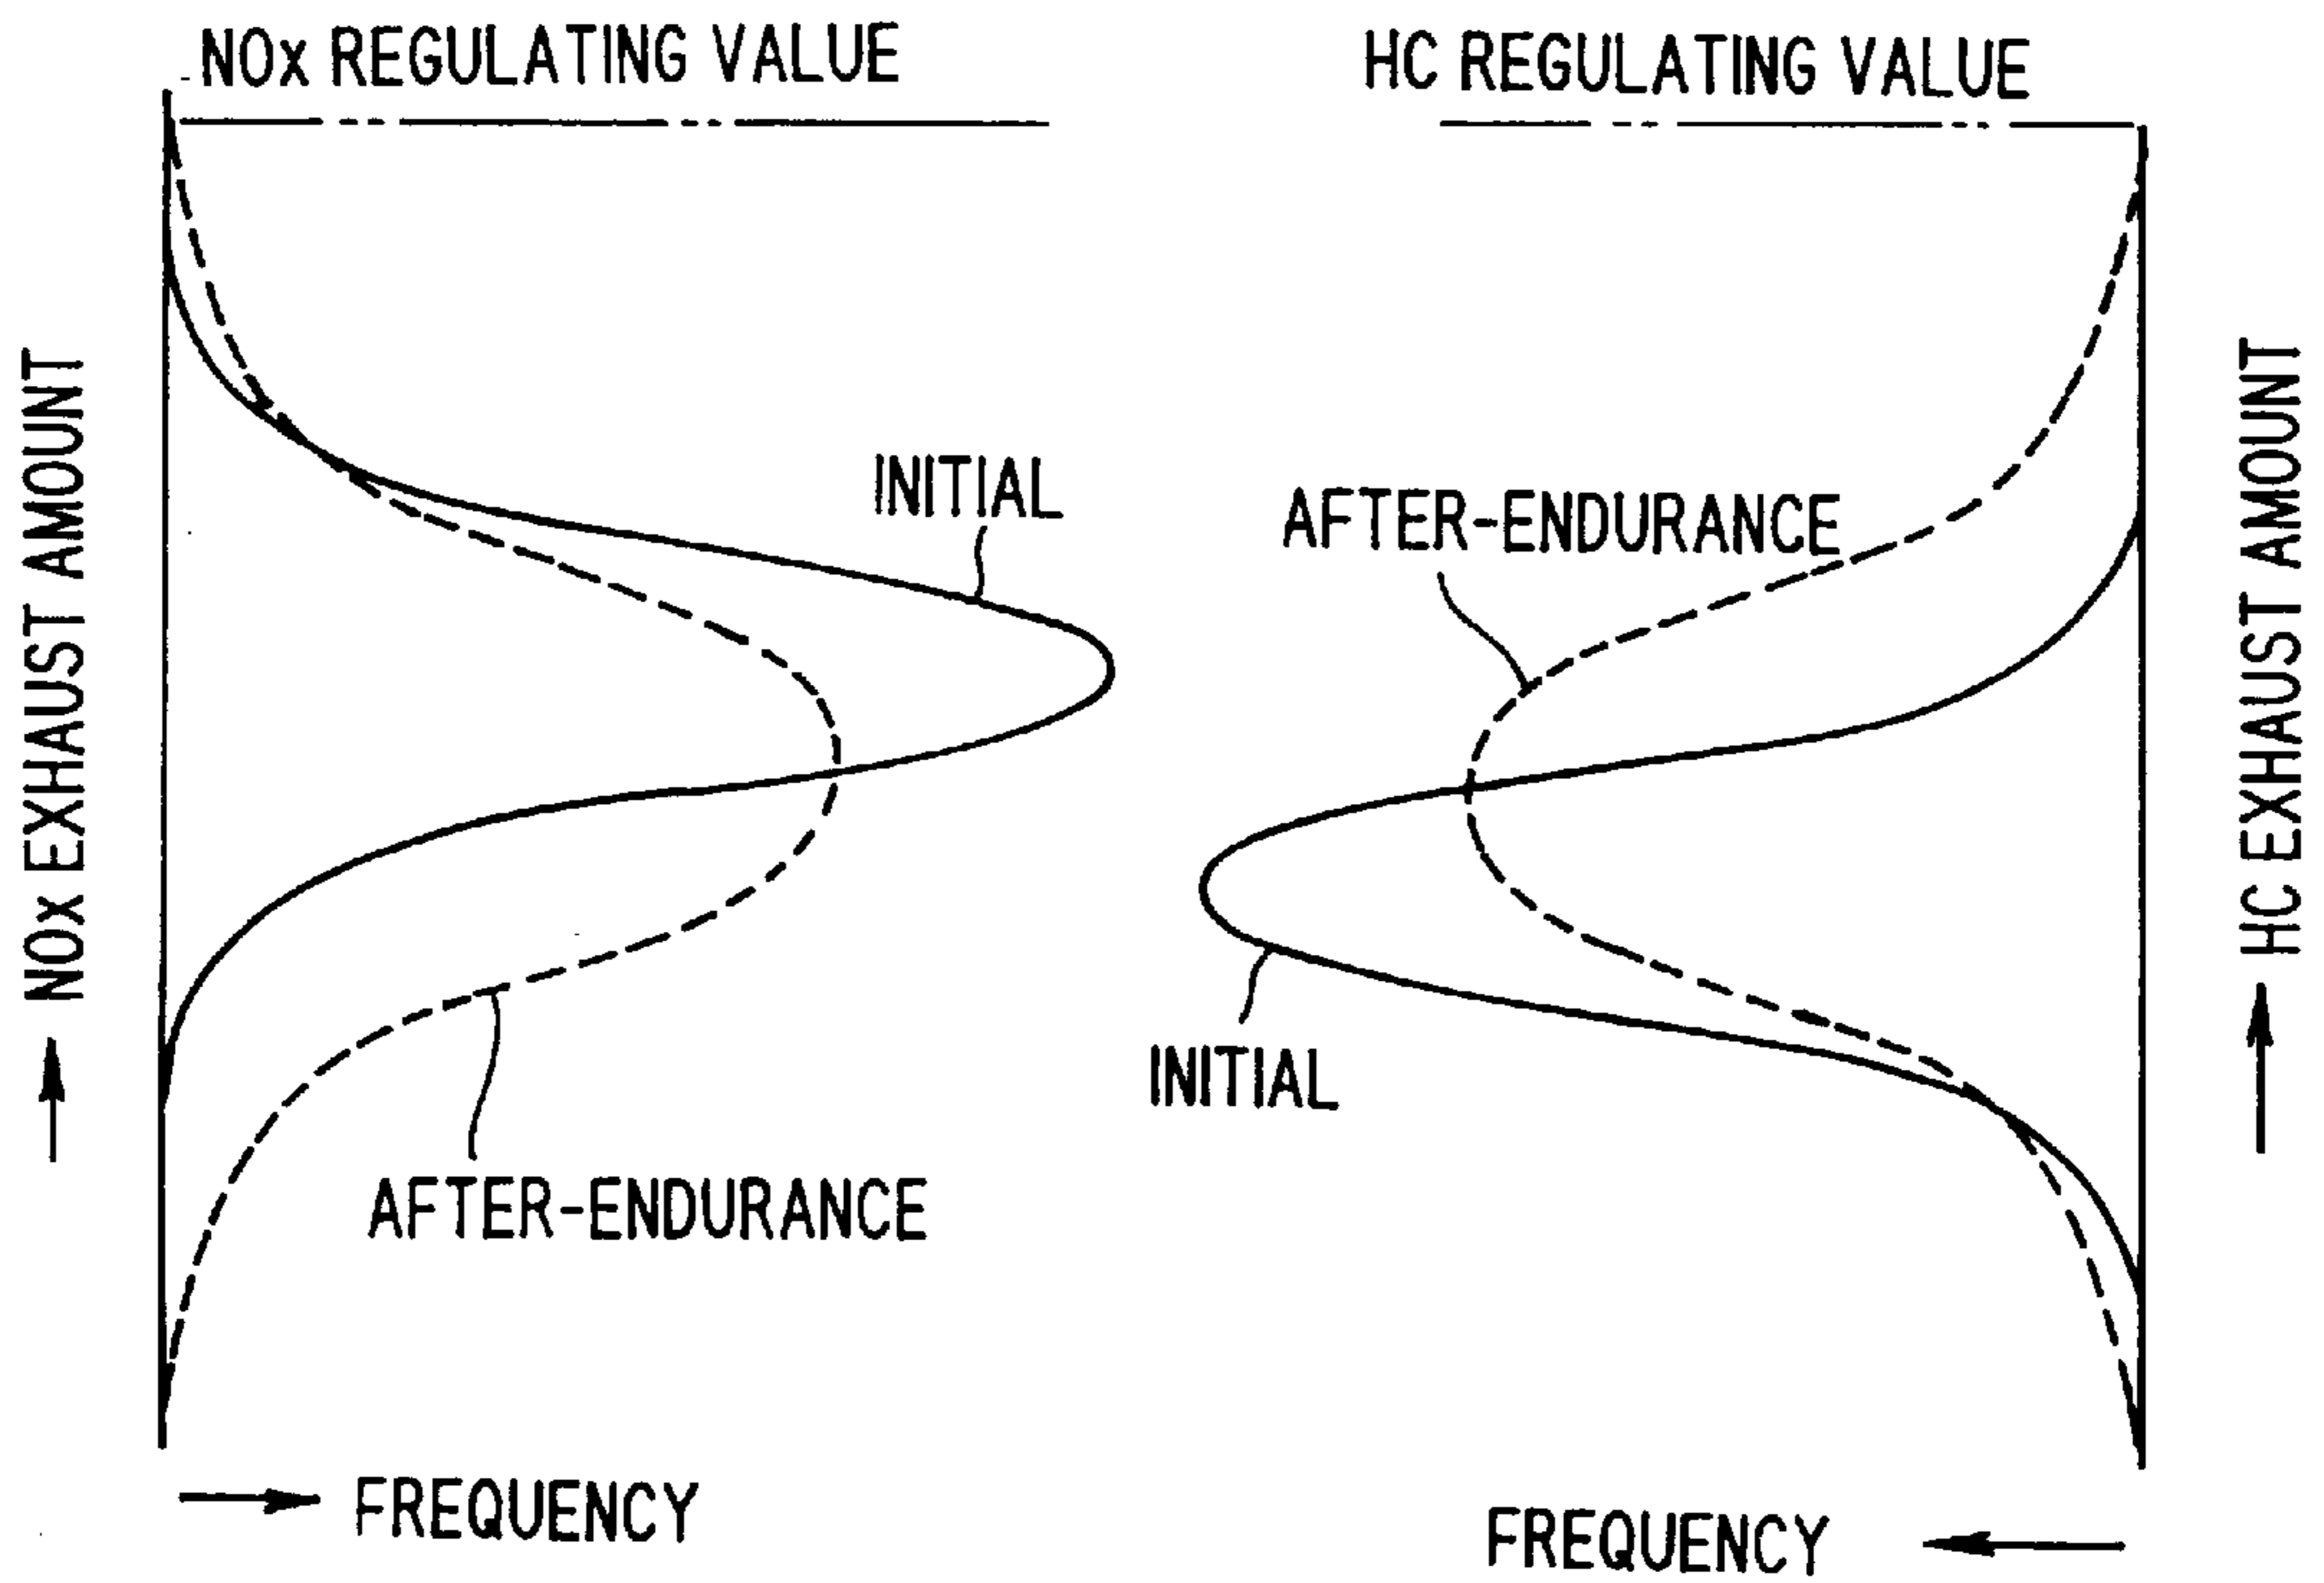 NOx REGULATING VALUE
HC REGULATING VALUE
NOx EXHAUST AMOUNT
INITIAL
AFTER-ENDURANCE
AFTER-ENDURANCE
INITIAL
HC EXHAUST AMOUNT
FREQUENCY
FREQUENCY